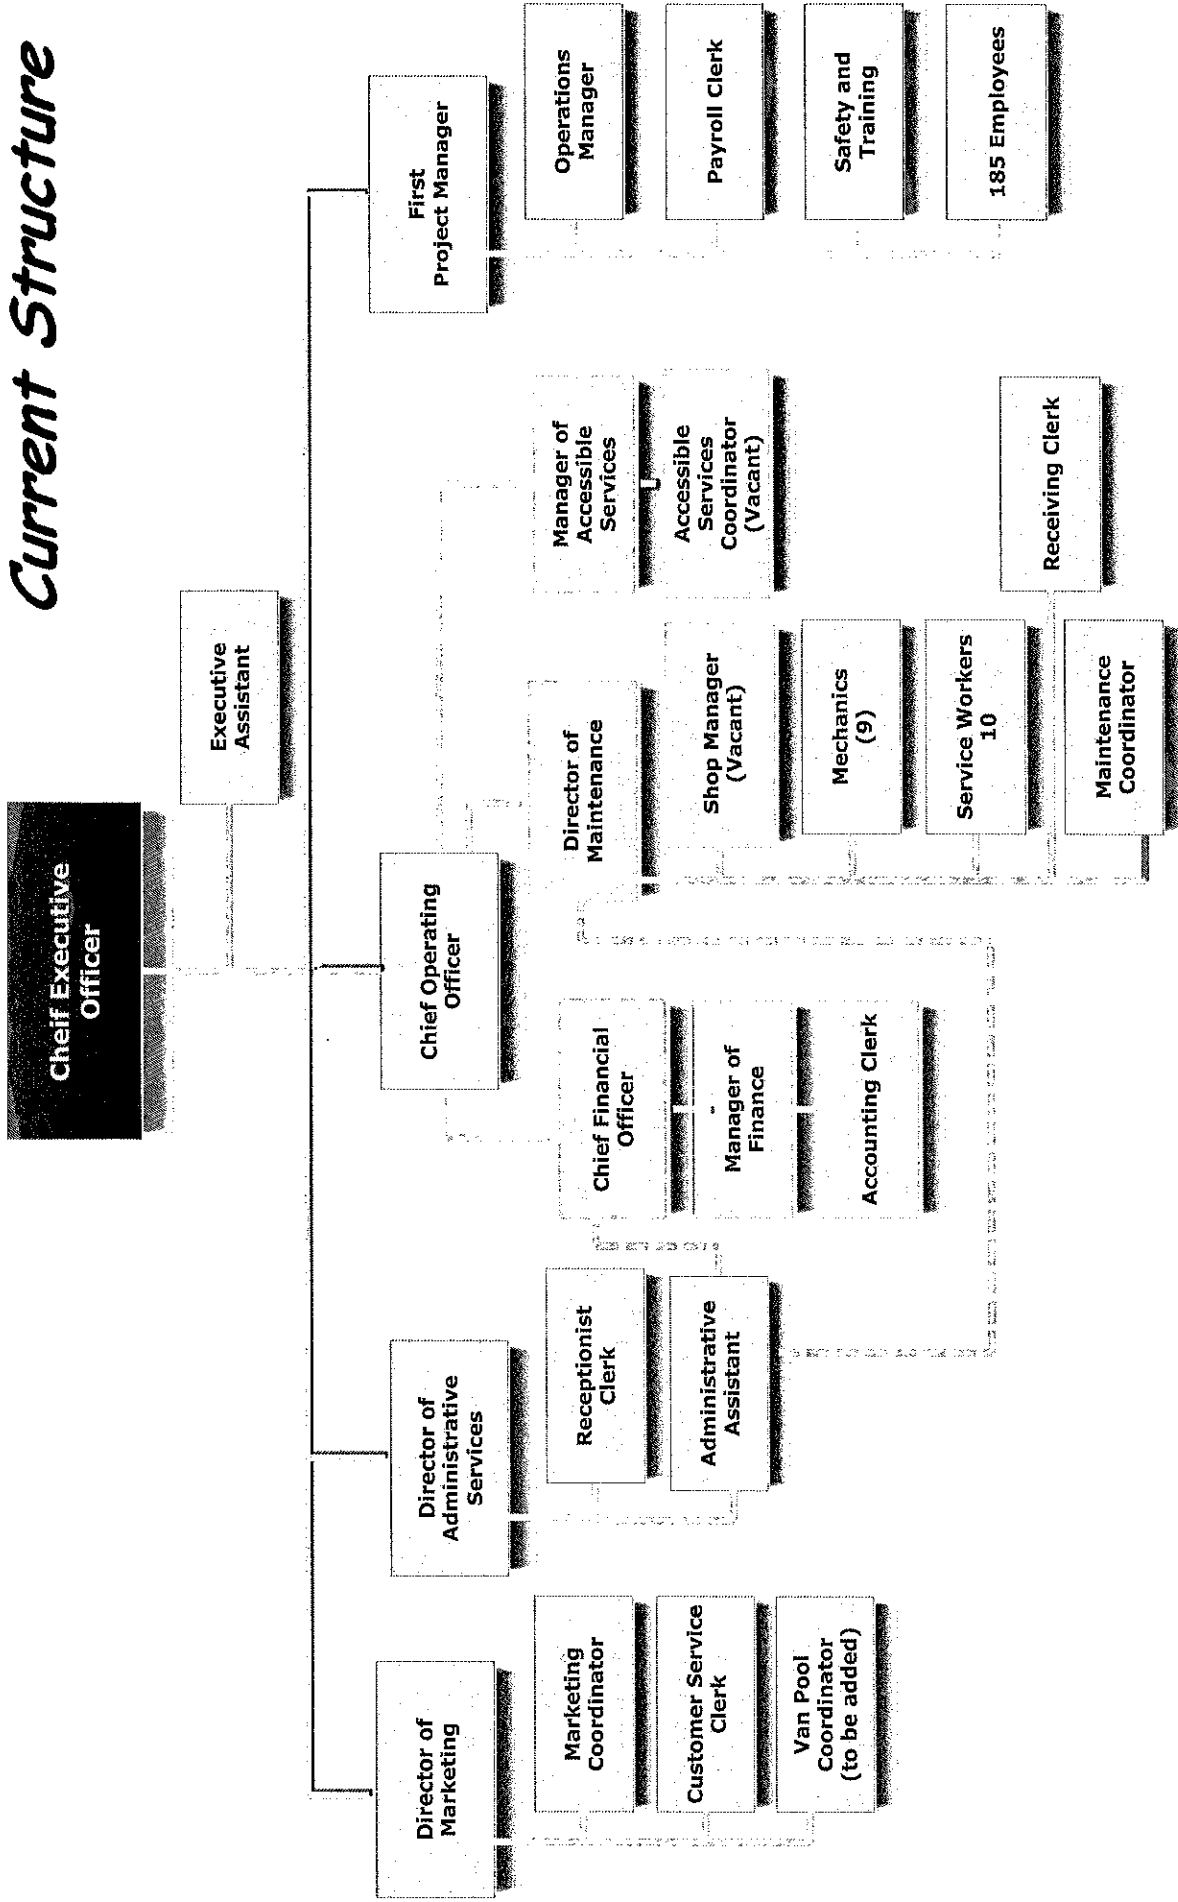 Current Structure
Cheif Executive
Officer
Executive
Assistant
Director of
Marketing
Director of
Administrative
Services
Chief Operating
Officer
First
Project Manager
Marketing
Coordinator
Customer Service
Clerk
Van Pool
Coordinator
(to be added)
Receptionist
Clerk
Administrative
Assistant
Chief Financial
Officer
Manager of
Finance
Accounting Clerk
Director of
Maintenance
Shop Manager
(Vacant)
Mechanics
(9)
Service Workers
10
Receiving Clerk
Maintenance
Coordinator
Manager of
Accessible
Services
Accessible
Services
Coordinator
(Vacant)
Operations
Manager
Payroll Clerk
Safety and
Training
185 Employees